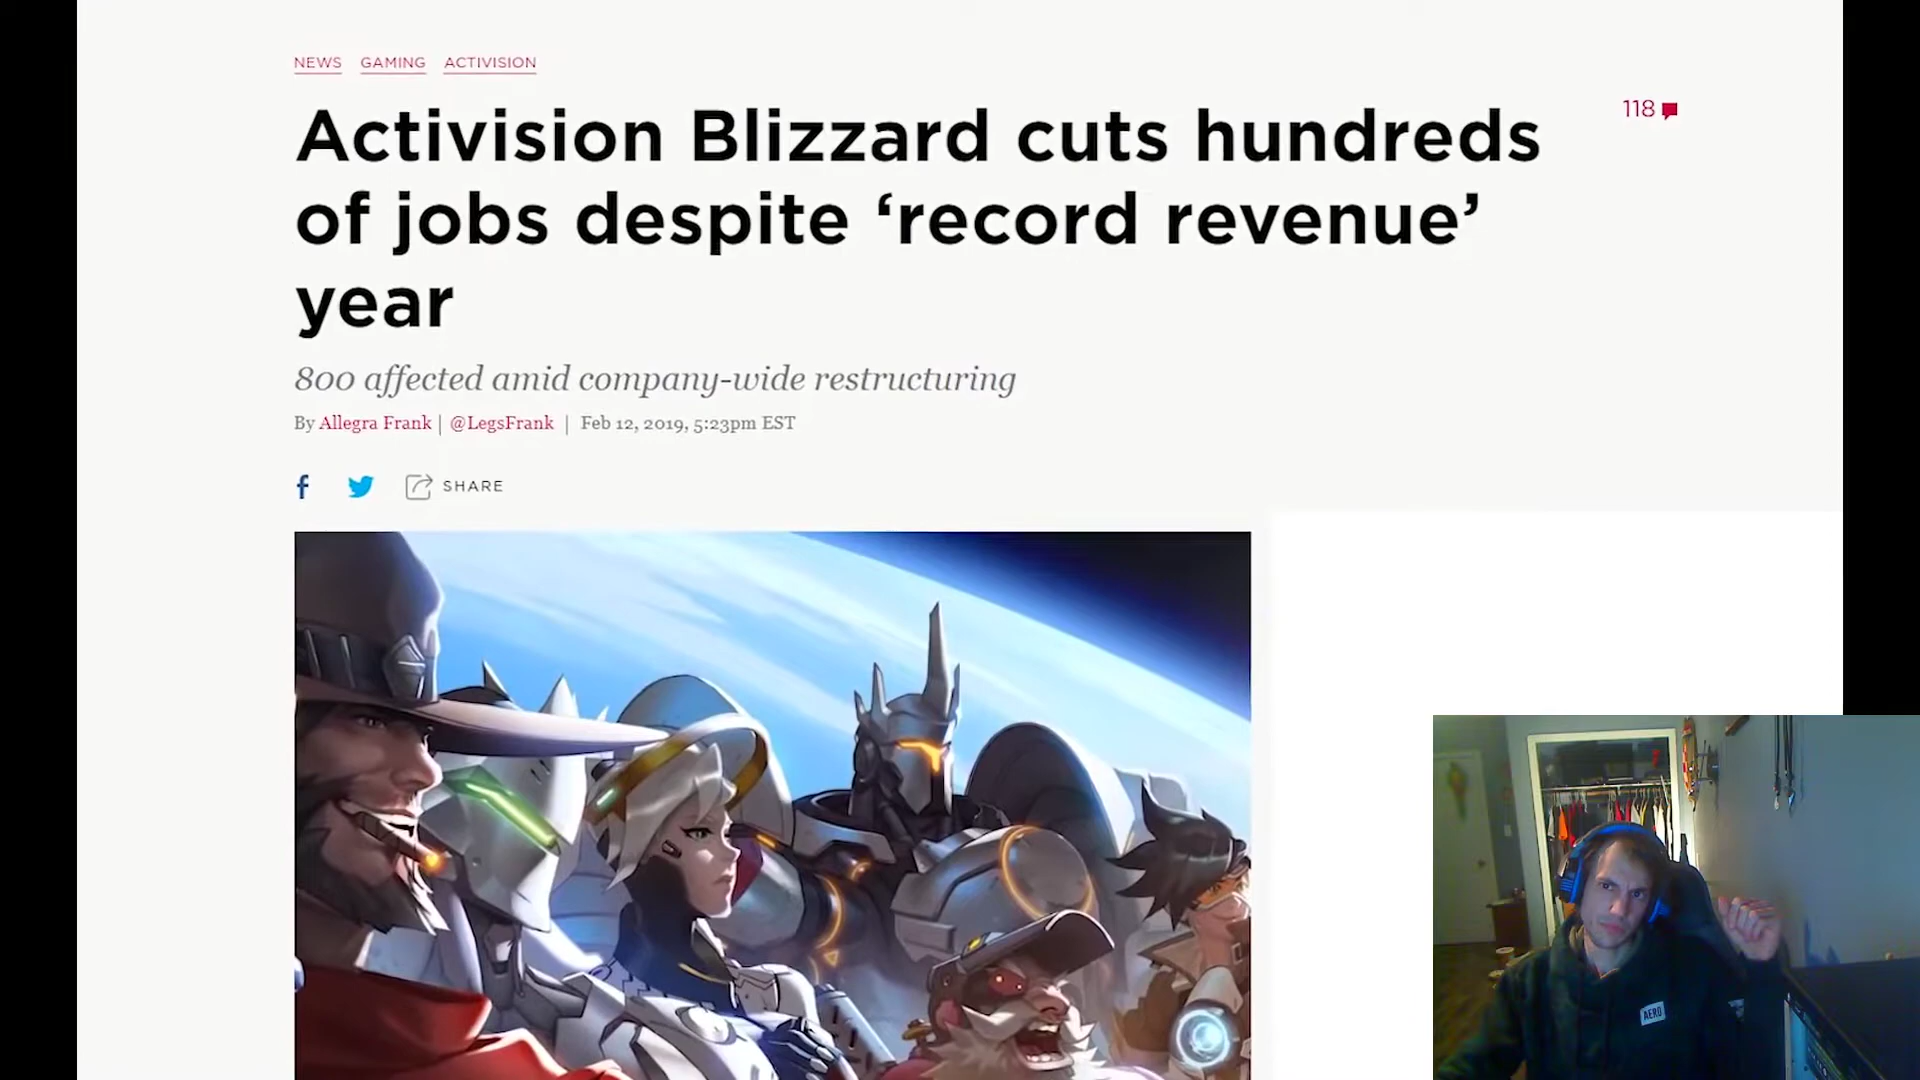 NEWS GAMING ACTIVISION
Activision Blizzard cuts hundreds
of jobs despite ‘record revenue’
year
118
800 affected amid company-wide restructuring
By Allegra Frank | @LegsFrank | Feb 12, 2019, 5:23pm EST
f SHARE
AERO